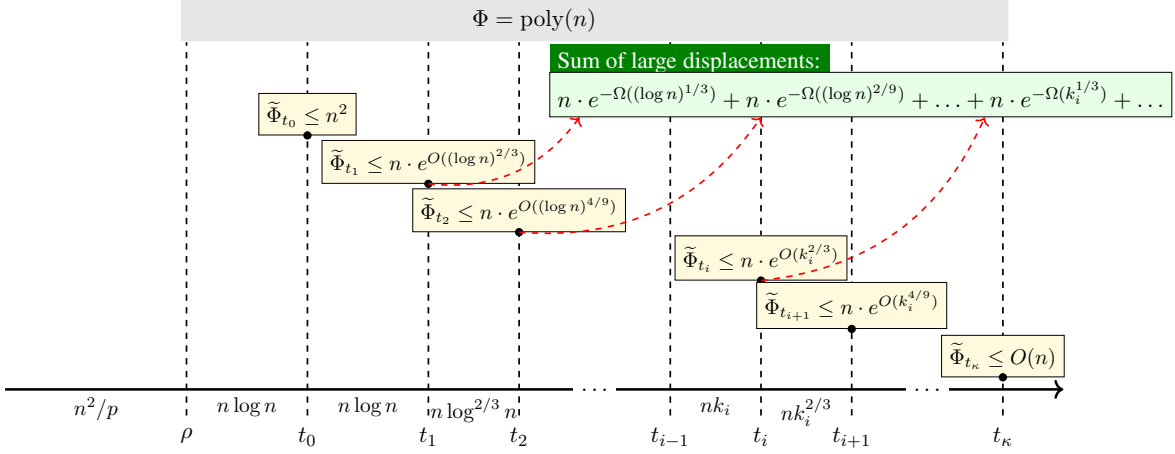 Φ = poly(n)
Sum of large displacements:
n · e^{−Ω((log n)^{1/3})} + n · e^{−Ω((log n)^{2/9})} + … + n · e^{−Ω(k_i^{1/3})} + …
Φ̃_{t_0} ≤ n^2
Φ̃_{t_1} ≤ n · e^{O((log n)^{2/3})}
Φ̃_{t_2} ≤ n · e^{O((log n)^{4/9})}
Φ̃_{t_i} ≤ n · e^{O(k_i^{2/3})}
Φ̃_{t_{i+1}} ≤ n · e^{O(k_i^{4/9})}
Φ̃_{t_κ} ≤ O(n)
… …
n^2/p n log n n log n n log^{2/3} n nk_i nk_i^{2/3}
ρ t_0 t_1 t_2 t_{i−1} t_i t_{i+1} t_κ